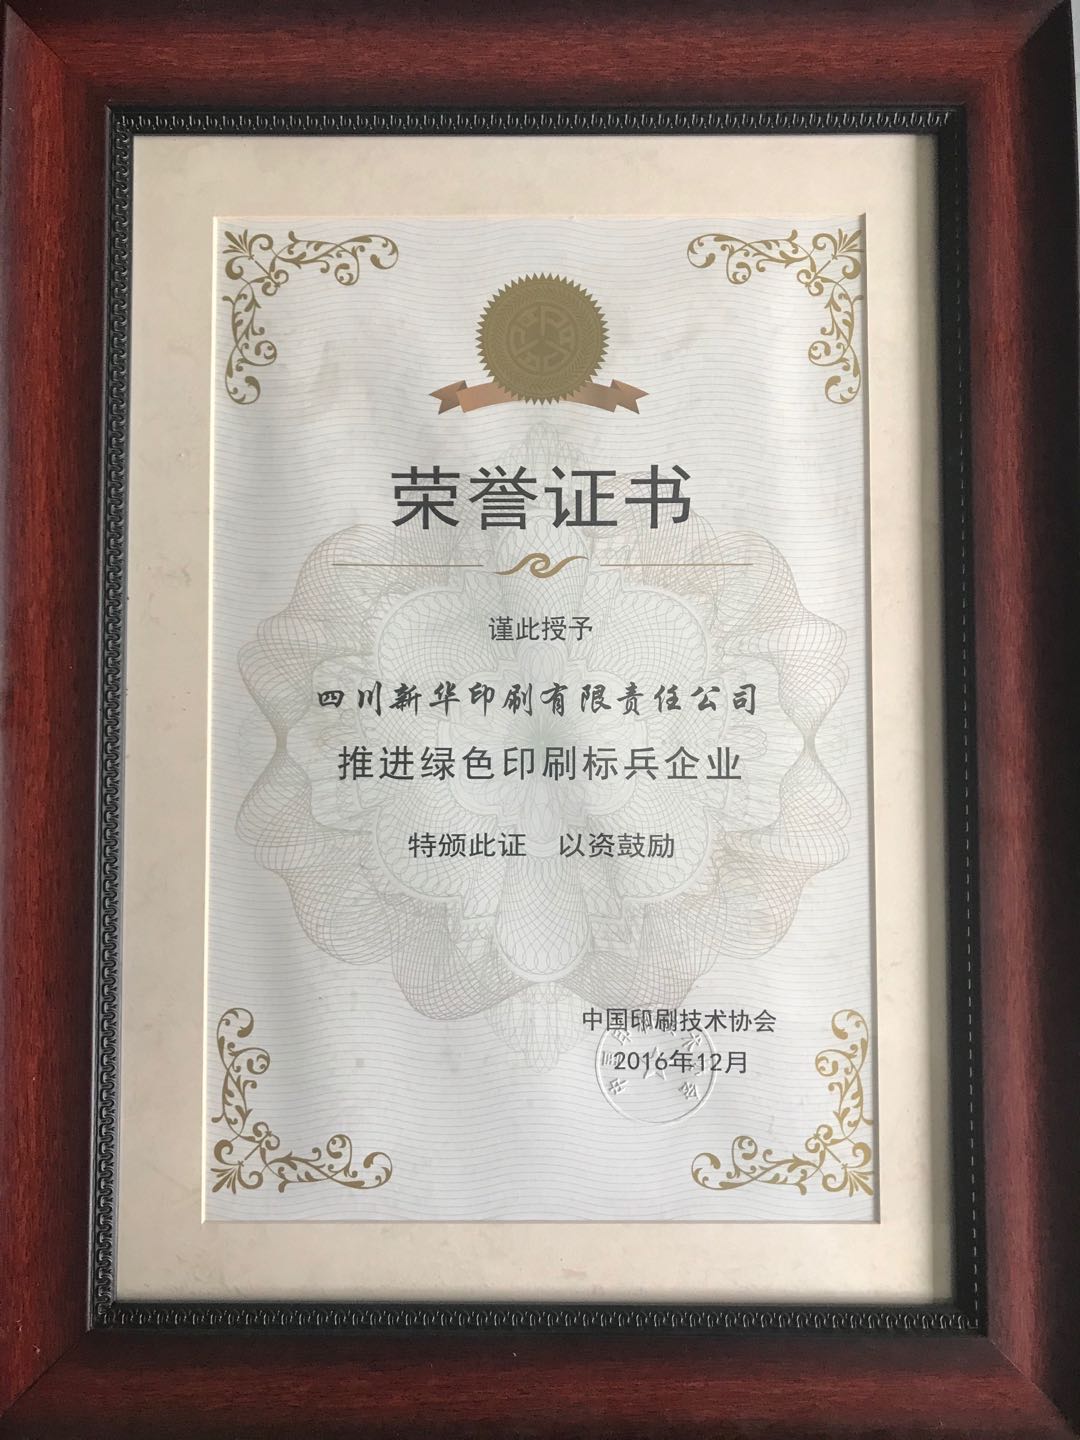 荣誉证书
谨此授予
四川新华印刷有限责任公司
推进绿色印刷标兵企业
特颁此证 以资鼓励
中国印刷技术协会
2016年12月